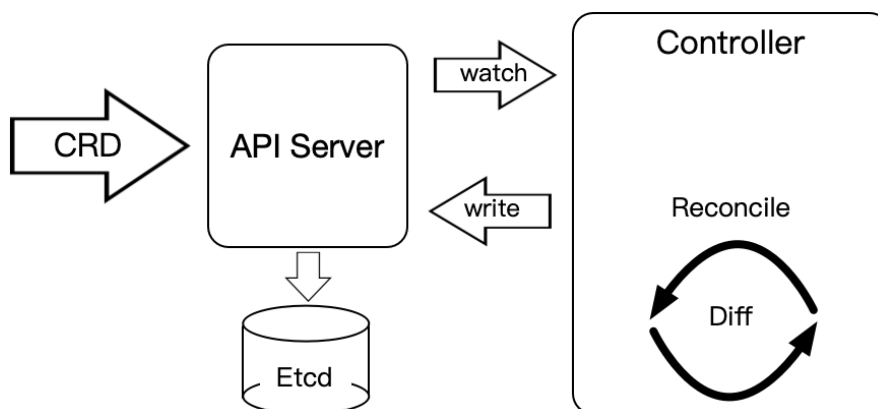 CRD
API Server
Etcd
watch
write
Controller
Reconcile
Diff